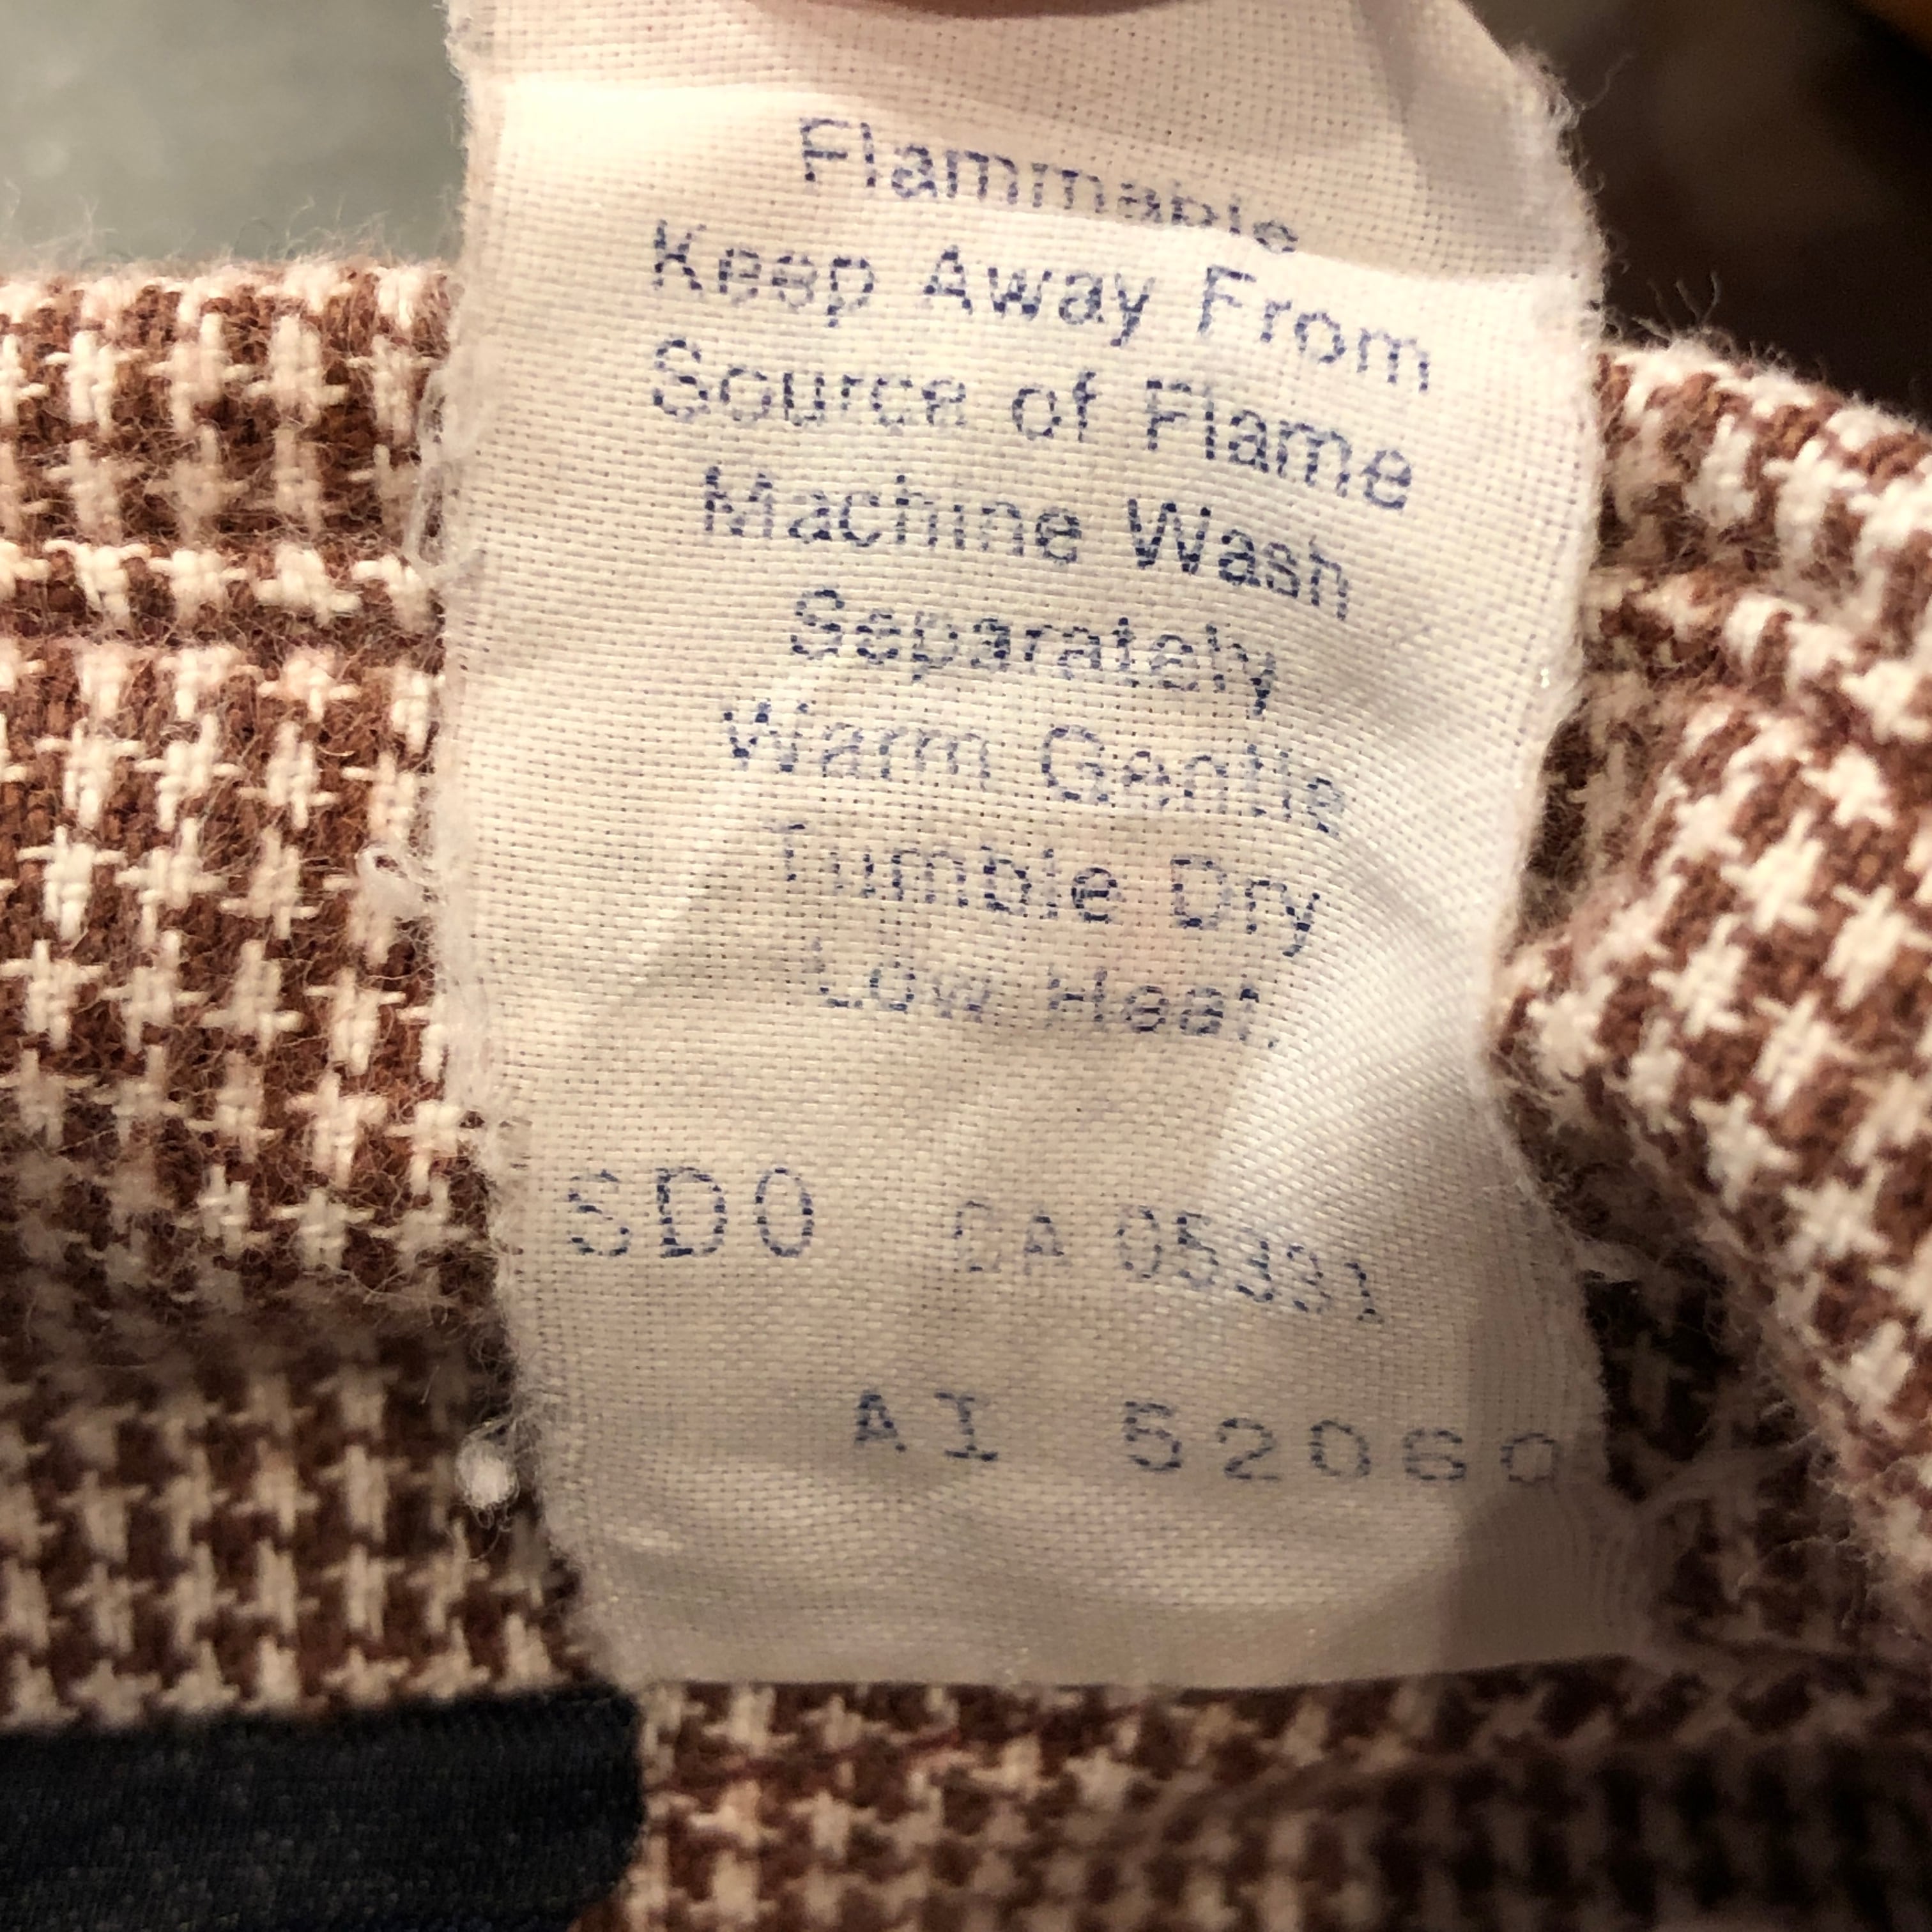 Flammable
Keep Away From
Source of Flame
Machine Wash
Separately
Warm Gentle
Tumble Dry
Low Heat
SDO CA 05331
AI 52060